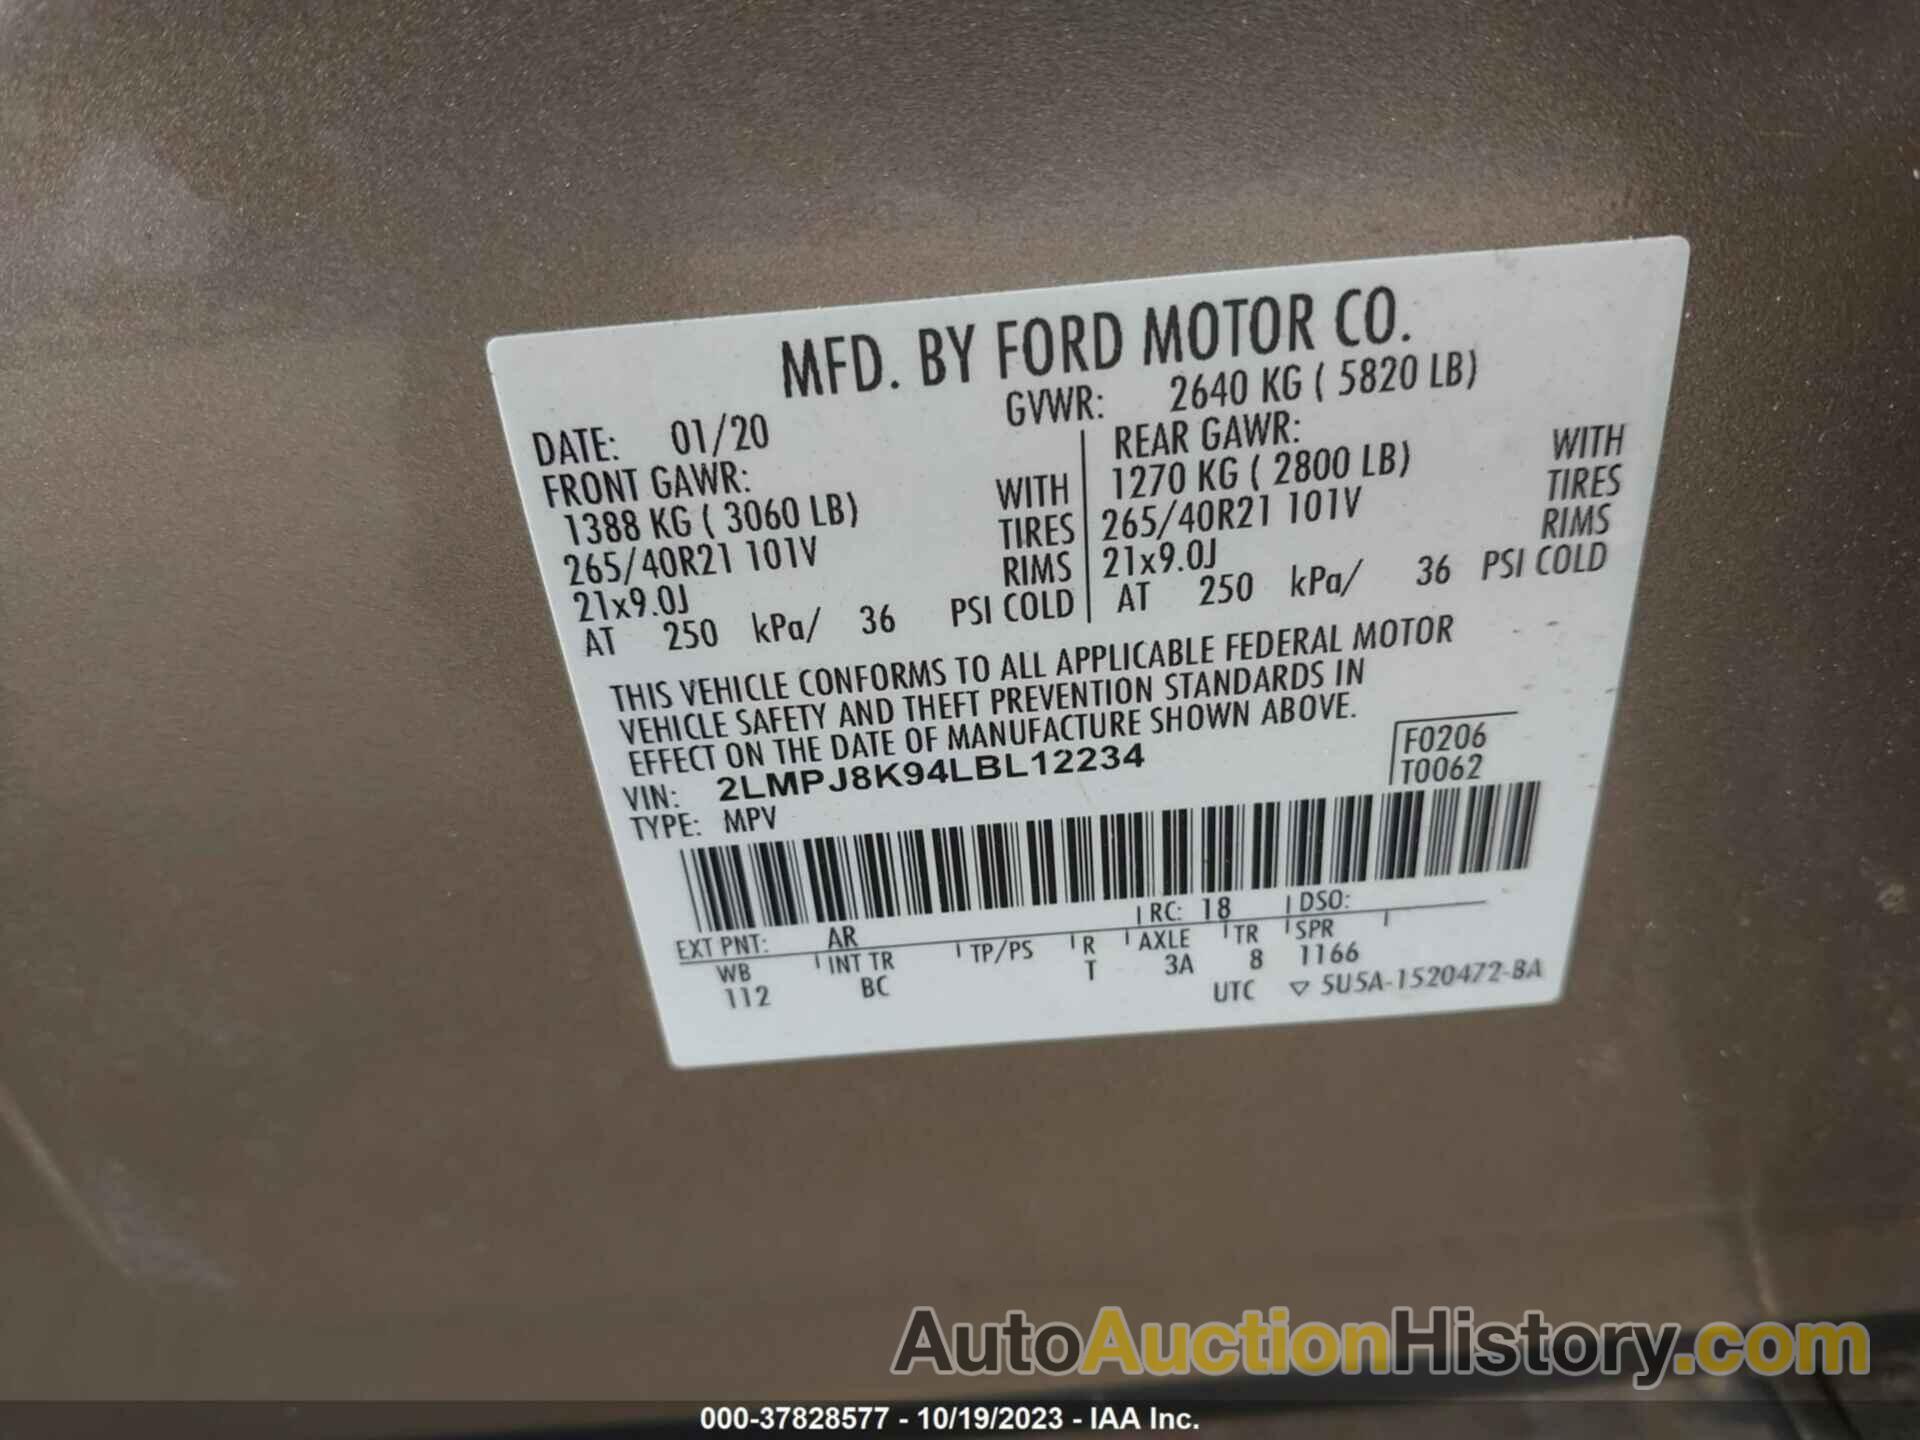 MFD. BY FORD MOTOR CO.
DATE: 01/20 GVWR: 2640 KG ( 5820 LB)
FRONT GAWR: REAR GAWR:
1388 KG ( 3060 LB) WITH 1270 KG ( 2800 LB) WITH
265/40R21 101V TIRES 265/40R21 101V TIRES
21x9.0J RIMS 21x9.0J RIMS
AT 250 kPa/ 36 PSI COLD AT 250 kPa/ 36 PSI COLD
THIS VEHICLE CONFORMS TO ALL APPLICABLE FEDERAL MOTOR
VEHICLE SAFETY AND THEFT PREVENTION STANDARDS IN
EFFECT ON THE DATE OF MANUFACTURE SHOWN ABOVE.
VIN: 2LMPJ8K94LBL12234 F0206
TYPE: MPV T0062
EXT PNT: AR RC: 18 DSO:
WB INT TR TP/PS R AXLE TR SPR
112 BC T 3A 8 1166
UTC ▽ 5U5A-1520472-BA
AutoAuctionHistory.com
000-37828577 - 10/19/2023 - IAA Inc.